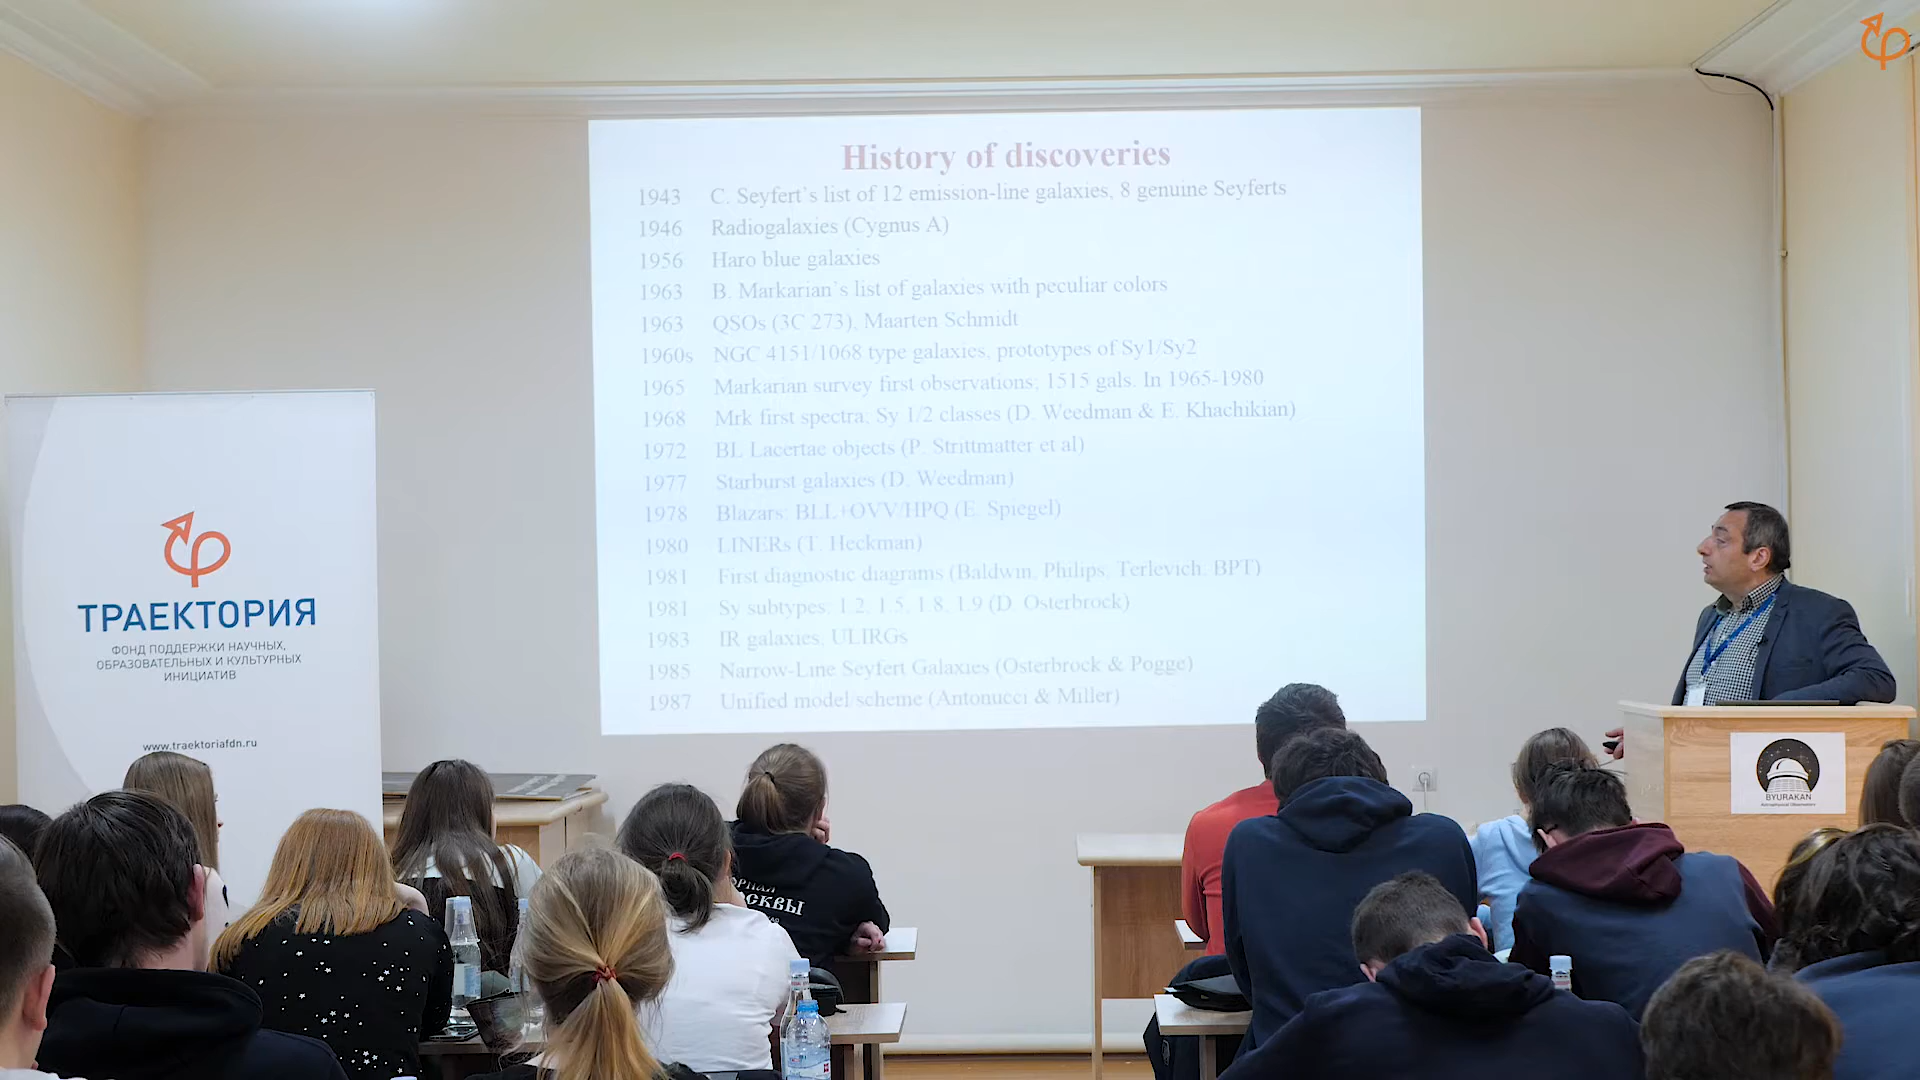 History of discoveries
1943 C. Seyfert's list of 12 emission-line galaxies, 8 genuine Seyferts
1946 Radiogalaxies (Cygnus A)
1956 Haro blue galaxies
1963 B. Markarian's list of galaxies with peculiar colors
1963 QSOs (3C 273), Maarten Schmidt
1960s NGC 4151/1068 type galaxies, prototypes of Sy1/Sy2
1965 Markarian survey first observations; 1515 gals. In 1965-1980
1968 Mrk first spectra; Sy 1/2 classes (D. Weedman & E. Khachikian)
1972 BL Lacertae objects (P. Strittmatter et al)
1977 Starburst galaxies (D. Weedman)
1978 Blazars: BLL+OVV/HPQ (E. Spiegel)
1980 LINERs (T. Heckman)
1981 First diagnostic diagrams (Baldwin, Philips, Terlevich: BPT)
1981 Sy subtypes: 1.2, 1.5, 1.8, 1.9 (D. Osterbrock)
1983 IR galaxies, ULIRGs
1985 Narrow-Line Seyfert Galaxies (Osterbrock & Pogge)
1987 Unified model/scheme (Antonucci & Miller)
ТРАЕКТОРИЯ
ФОНД ПОДДЕРЖКИ НАУЧНЫХ,
ОБРАЗОВАТЕЛЬНЫХ И КУЛЬТУРНЫХ
ИНИЦИАТИВ
www.traektoriafdn.ru
BYURAKAN
Astrophysical Observatory